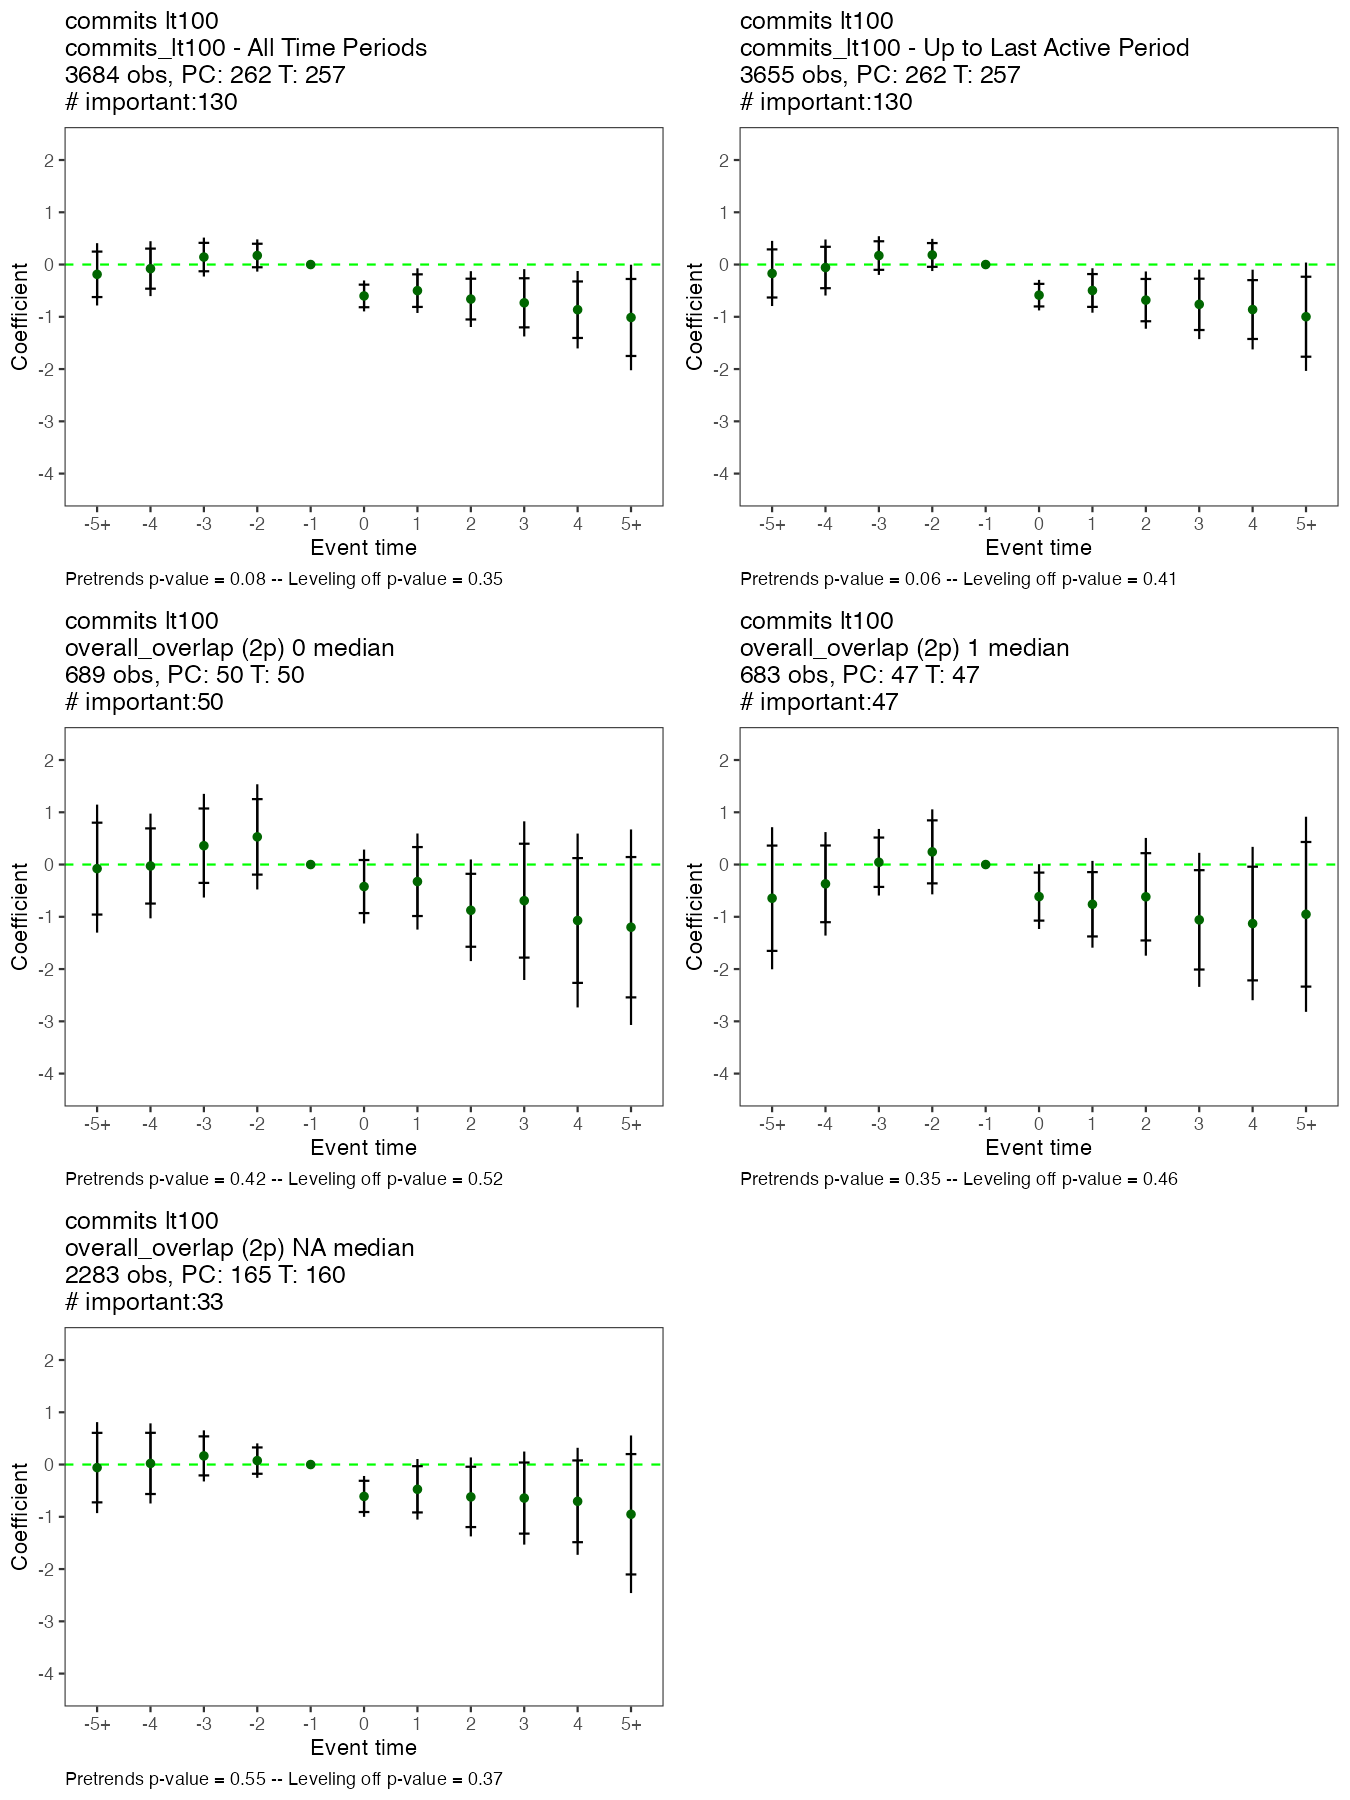 commits lt100
commits_lt100 - All Time Periods
3684 obs, PC: 262 T: 257
# important:130
2
1
0
-1
-2
-3
-4
Coefficient
-5+ -4 -3 -2 -1 0 1 2 3 4 5+
Event time
Pretrends p-value = 0.08 -- Leveling off p-value = 0.35
commits lt100
commits_lt100 - Up to Last Active Period
3655 obs, PC: 262 T: 257
# important:130
2
1
0
-1
-2
-3
-4
Coefficient
-5+ -4 -3 -2 -1 0 1 2 3 4 5+
Event time
Pretrends p-value = 0.06 -- Leveling off p-value = 0.41
commits lt100
overall_overlap (2p) 0 median
689 obs, PC: 50 T: 50
# important:50
2
1
0
-1
-2
-3
-4
Coefficient
-5+ -4 -3 -2 -1 0 1 2 3 4 5+
Event time
Pretrends p-value = 0.42 -- Leveling off p-value = 0.52
commits lt100
overall_overlap (2p) 1 median
683 obs, PC: 47 T: 47
# important:47
2
1
0
-1
-2
-3
-4
Coefficient
-5+ -4 -3 -2 -1 0 1 2 3 4 5+
Event time
Pretrends p-value = 0.35 -- Leveling off p-value = 0.46
commits lt100
overall_overlap (2p) NA median
2283 obs, PC: 165 T: 160
# important:33
2
1
0
-1
-2
-3
-4
Coefficient
-5+ -4 -3 -2 -1 0 1 2 3 4 5+
Event time
Pretrends p-value = 0.55 -- Leveling off p-value = 0.37